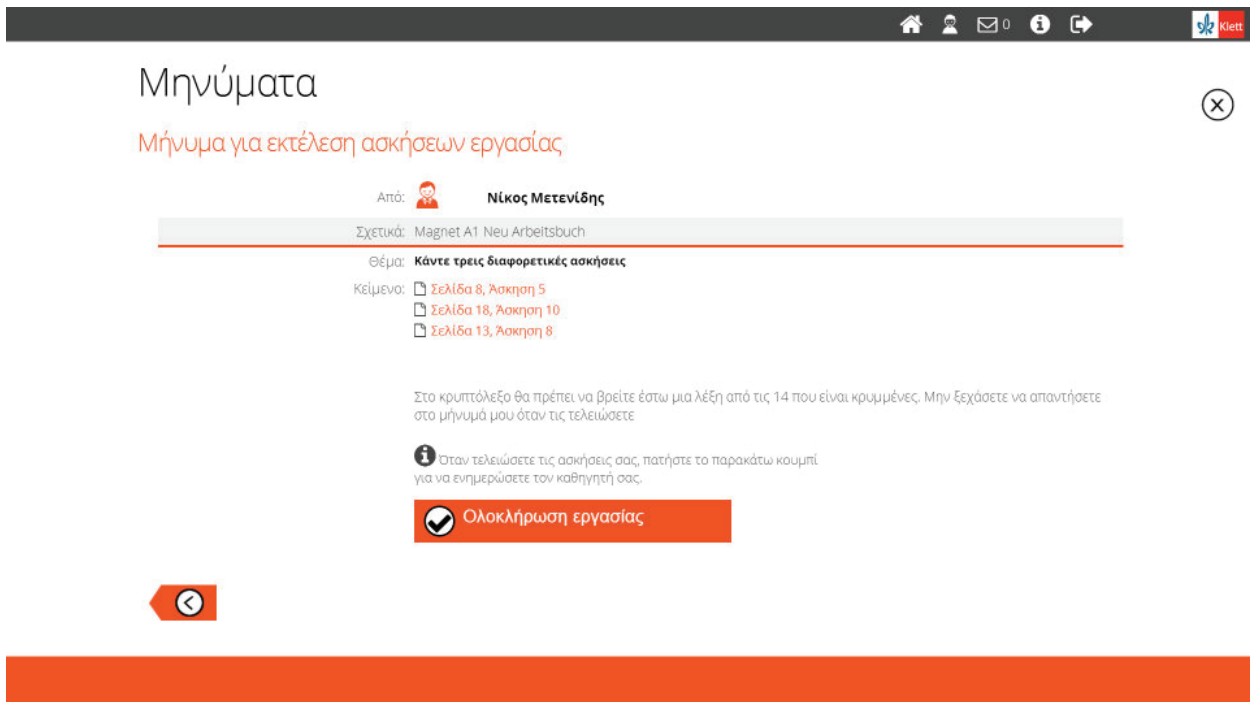 0
Klett
Μηνύματα
Μήνυμα για εκτέλεση ασκήσεων εργασίας
Από: Νίκος Μετενίδης
Σχετικά: Magnet A1 Neu Arbeitsbuch
Θέμα: Κάντε τρεις διαφορετικές ασκήσεις
Κείμενο: Σελίδα 8, Άσκηση 5
Σελίδα 18, Άσκηση 10
Σελίδα 13, Άσκηση 8
Στο κρυπτόλεξο θα πρέπει να βρείτε έστω μια λέξη από τις 14 που είναι κρυμμένες. Μην ξεχάσετε να απαντήσετε
στο μήνυμά μου όταν τις τελειώσετε
Όταν τελειώσετε τις ασκήσεις σας, πατήστε το παρακάτω κουμπί
για να ενημερώσετε τον καθηγητή σας.
Ολοκλήρωση εργασίας